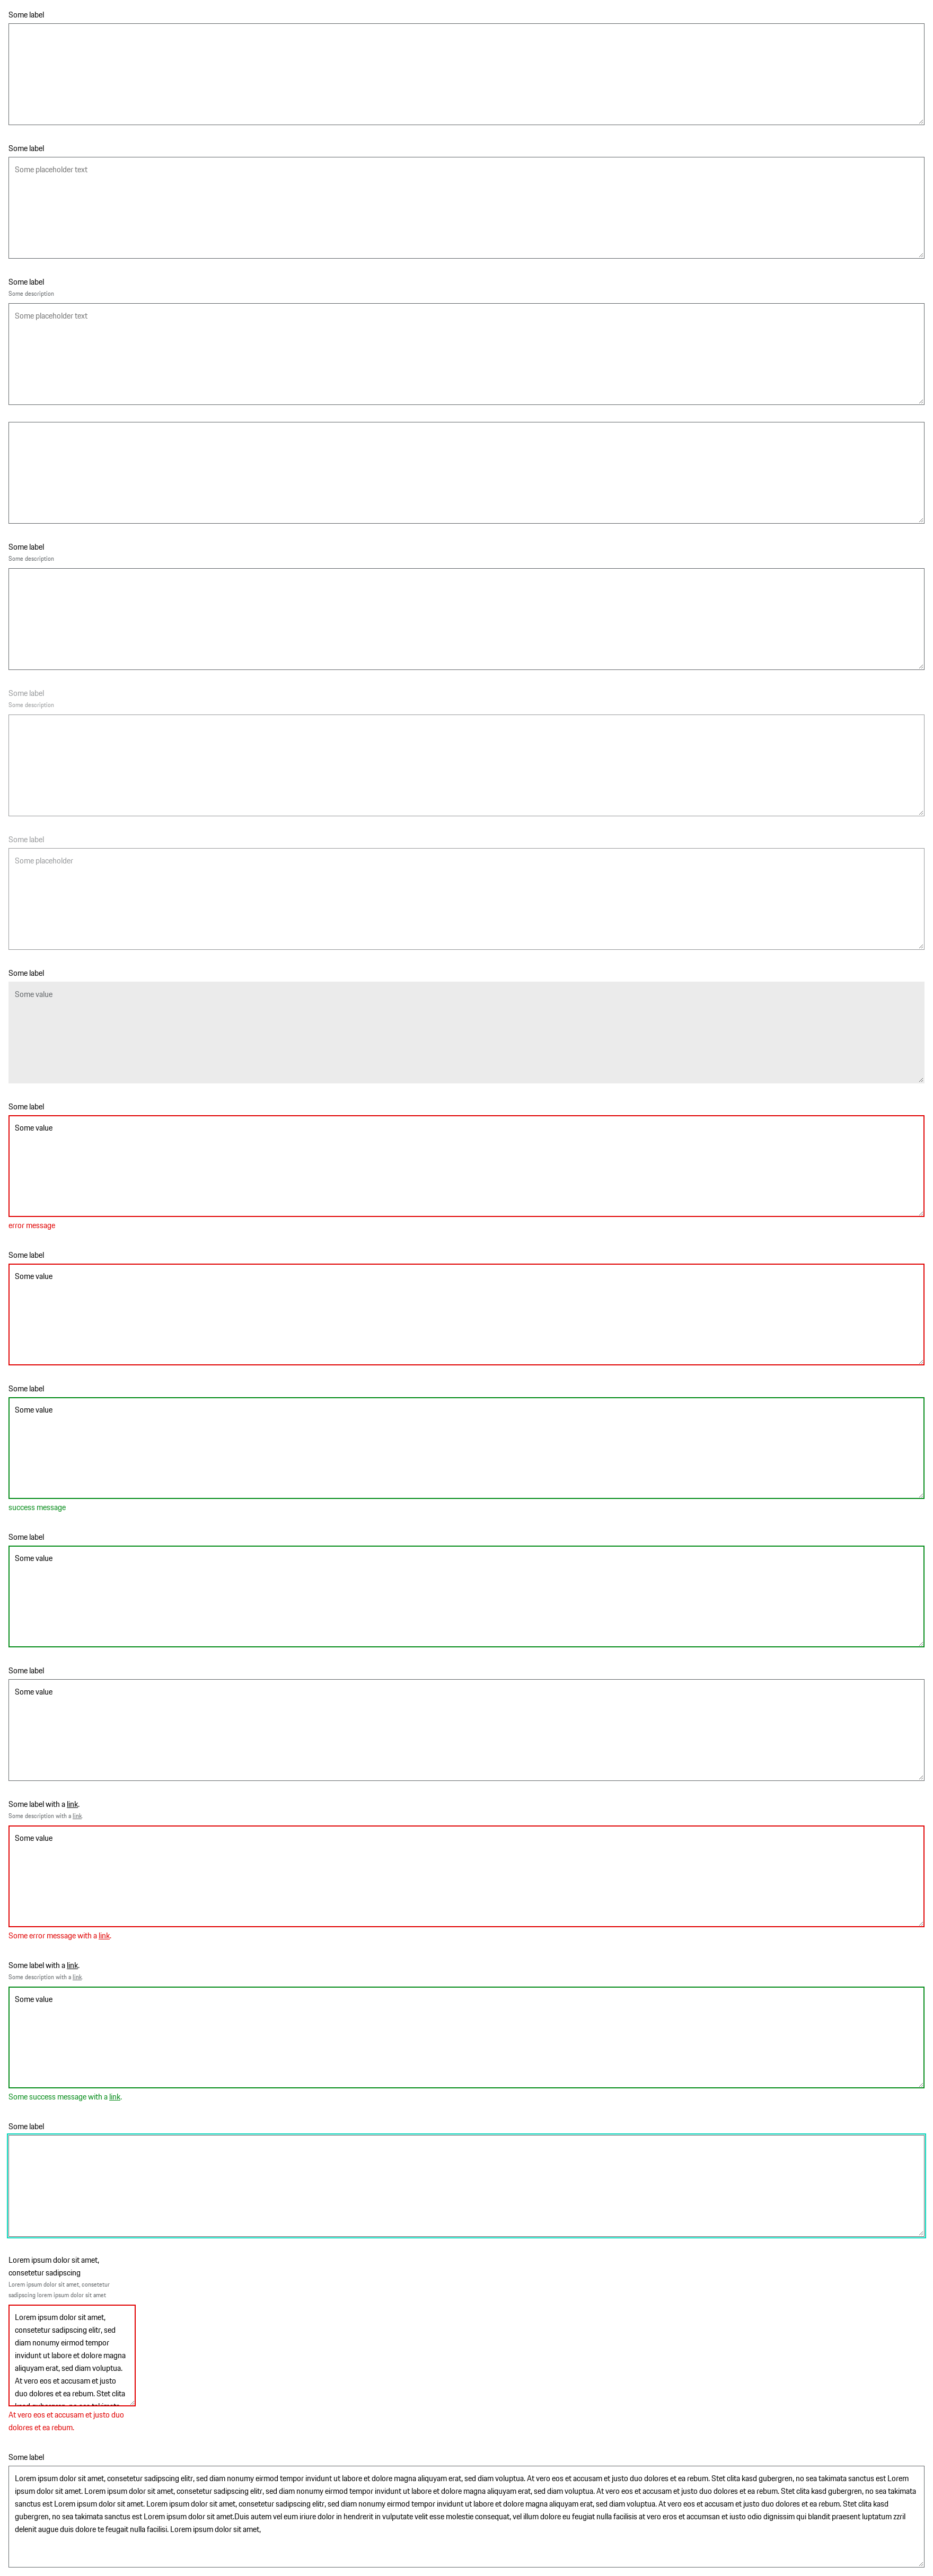 Some label
Some label
Some placeholder text
Some label
Some description
Some placeholder text
Some label
Some description
Some label
Some description
Some label
Some placeholder
Some label
Some value
Some label
Some value
error message
Some label
Some value
Some label
Some value
success message
Some label
Some value
Some label
Some value
Some label with a link.
Some description with a link.
Some value
Some error message with a link.
Some label with a link.
Some description with a link.
Some value
Some success message with a link.
Some label
Lorem ipsum dolor sit amet,
consetetur sadipscing
Lorem ipsum dolor sit amet, consetetur
sadipscing lorem ipsum dolor sit amet
Lorem ipsum dolor sit amet,
consetetur sadipscing elitr, sed
diam nonumy eirmod tempor
invidunt ut labore et dolore magna
aliquyam erat, sed diam voluptua.
At vero eos et accusam et justo
duo dolores et ea rebum. Stet clita
At vero eos et accusam et justo duo
dolores et ea rebum.
Some label
Lorem ipsum dolor sit amet, consetetur sadipscing elitr, sed diam nonumy eirmod tempor invidunt ut labore et dolore magna aliquyam erat, sed diam voluptua. At vero eos et accusam et justo duo dolores et ea rebum. Stet clita kasd gubergren, no sea takimata sanctus est Lorem
ipsum dolor sit amet. Lorem ipsum dolor sit amet, consetetur sadipscing elitr, sed diam nonumy eirmod tempor invidunt ut labore et dolore magna aliquyam erat, sed diam voluptua. At vero eos et accusam et justo duo dolores et ea rebum. Stet clita kasd gubergren, no sea takimata
sanctus est Lorem ipsum dolor sit amet. Lorem ipsum dolor sit amet, consetetur sadipscing elitr, sed diam nonumy eirmod tempor invidunt ut labore et dolore magna aliquyam erat, sed diam voluptua. At vero eos et accusam et justo duo dolores et ea rebum. Stet clita kasd
gubergren, no sea takimata sanctus est Lorem ipsum dolor sit amet.Duis autem vel eum iriure dolor in hendrerit in vulputate velit esse molestie consequat, vel illum dolore eu feugiat nulla facilisis at vero eros et accumsan et iusto odio dignissim qui blandit praesent luptatum zzril
delenit augue duis dolore te feugait nulla facilisi. Lorem ipsum dolor sit amet,